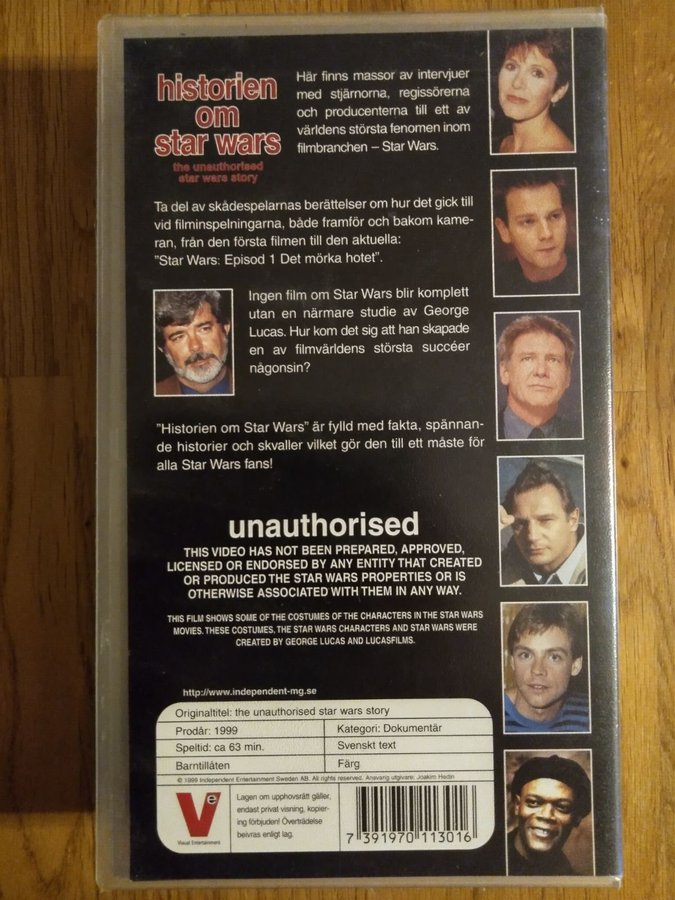 historien
om
star wars
the unauthorised
star wars story
Här finns massor av intervjuer
med stjärnorna, regissörerna
och producenterna till ett av
världens största fenomen inom
filmbranchen – Star Wars.
Ta del av skådespelarnas berättelser om hur det gick till
vid filminspelningarna, både framför och bakom kame-
ran, från den första filmen till den aktuella:
"Star Wars: Episod 1 Det mörka hotet".
Ingen film om Star Wars blir komplett
utan en närmare studie av George
Lucas. Hur kom det sig att han skapade
en av filmvärldens största succéer
någonsin?
"Historien om Star Wars" är fylld med fakta, spännan-
de historier och skvaller vilket gör den till ett måste för
alla Star Wars fans!
unauthorised
THIS VIDEO HAS NOT BEEN PREPARED, APPROVED,
LICENSED OR ENDORSED BY ANY ENTITY THAT CREATED
OR PRODUCED THE STAR WARS PROPERTIES OR IS
OTHERWISE ASSOCIATED WITH THEM IN ANY WAY.
THIS FILM SHOWS SOME OF THE COSTUMES OF THE CHARACTERS IN THE STAR WARS
MOVIES. THESE COSTUMES, THE STAR WARS CHARACTERS AND STAR WARS WERE
CREATED BY GEORGE LUCAS AND LUCASFILMS.
http://www.independent-mg.se
Originaltitel: the unauthorised star wars story
Prodår: 1999
Kategori: Dokumentär
Speltid: ca 63 min.
Svenskt text
Barntillåten
Färg
© 1999 Independent Entertainment Sweden AB. All rights reserved. Ansvarig utgivare: Joakim Hedin
Ve
Visual Entertainment
Lagen om upphovsrätt gäller,
endast privat visning, kopier-
ing förbjuden! Överträdelse
beivras enligt lag.
7 391970 113016